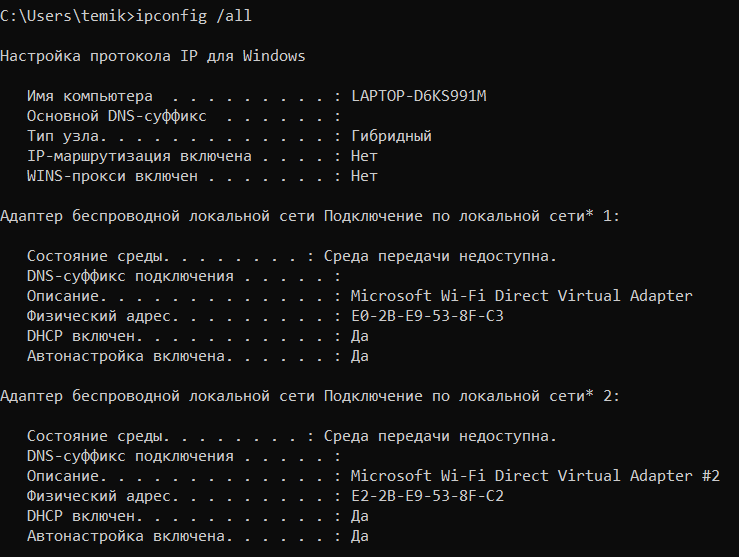 C:\Users\temik>ipconfig /all
Настройка протокола IP для Windows
Имя компьютера . . . . . . . . . : LAPTOP-D6KS991M
Основной DNS-суффикс . . . . . . :
Тип узла. . . . . . . . . . . . . : Гибридный
IP-маршрутизация включена . . . . : Нет
WINS-прокси включен . . . . . . . : Нет
Адаптер беспроводной локальной сети Подключение по локальной сети* 1:
Состояние среды. . . . . . . . : Среда передачи недоступна.
DNS-суффикс подключения . . . . . :
Описание. . . . . . . . . . . . . : Microsoft Wi-Fi Direct Virtual Adapter
Физический адрес. . . . . . . . . : E0-2B-E9-53-8F-C3
DHCP включен. . . . . . . . . . . : Да
Автонастройка включена. . . . . . : Да
Адаптер беспроводной локальной сети Подключение по локальной сети* 2:
Состояние среды. . . . . . . . : Среда передачи недоступна.
DNS-суффикс подключения . . . . . :
Описание. . . . . . . . . . . . . : Microsoft Wi-Fi Direct Virtual Adapter #2
Физический адрес. . . . . . . . . : E2-2B-E9-53-8F-C2
DHCP включен. . . . . . . . . . . : Да
Автонастройка включена. . . . . . : Да